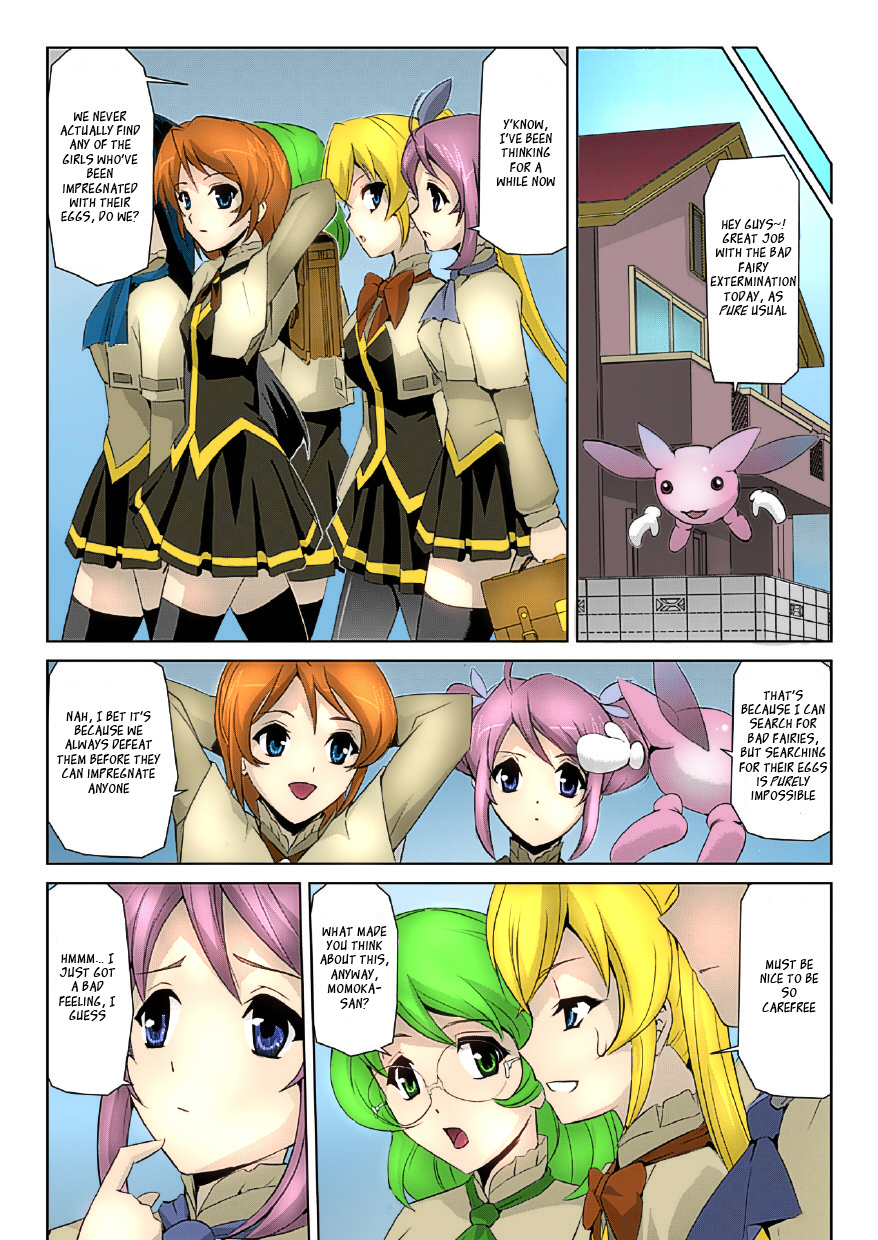 HEY GUYS~!
GREAT JOB
WITH THE BAD
FAIRY
EXTERMINATION
TODAY, AS
PURE USUAL
Y'KNOW,
I'VE BEEN
THINKING
FOR A
WHILE NOW
WE NEVER
ACTUALLY FIND
ANY OF THE
GIRLS WHO'VE
BEEN
IMPREGNATED
WITH THEIR
EGGS, DO WE?
THAT'S
BECAUSE I CAN
SEARCH FOR
BAD FAIRIES,
BUT SEARCHING
FOR THEIR EGGS
IS PURELY
IMPOSSIBLE
NAH, I BET IT'S
BECAUSE WE
ALWAYS DEFEAT
THEM BEFORE THEY
CAN IMPREGNATE
ANYONE
MUST BE
NICE TO BE
SO
CAREFREE
WHAT MADE
YOU THINK
ABOUT THIS,
ANYWAY,
MOMOKA-
SAN?
HMMM... I
JUST GOT
A BAD
FEELING, I
GUESS